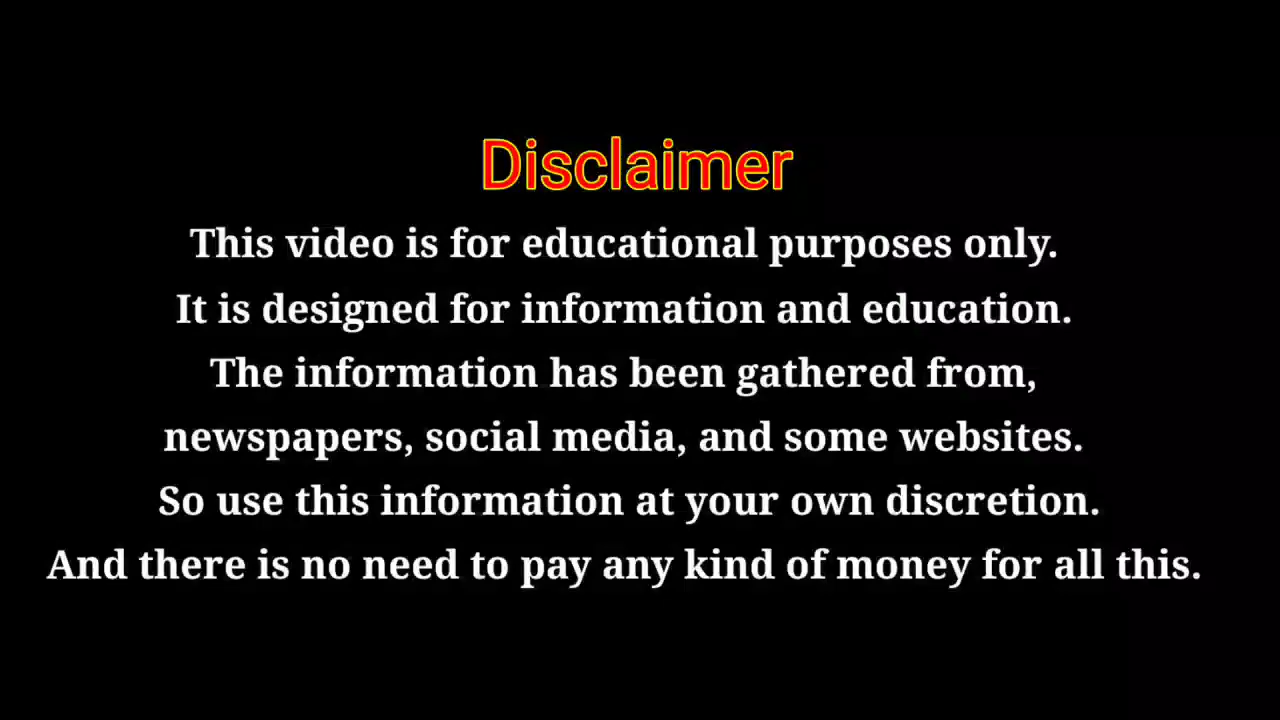 Disclaimer
This video is for educational purposes only.
It is designed for information and education.
The information has been gathered from,
newspapers, social media, and some websites.
So use this information at your own discretion.
And there is no need to pay any kind of money for all this.